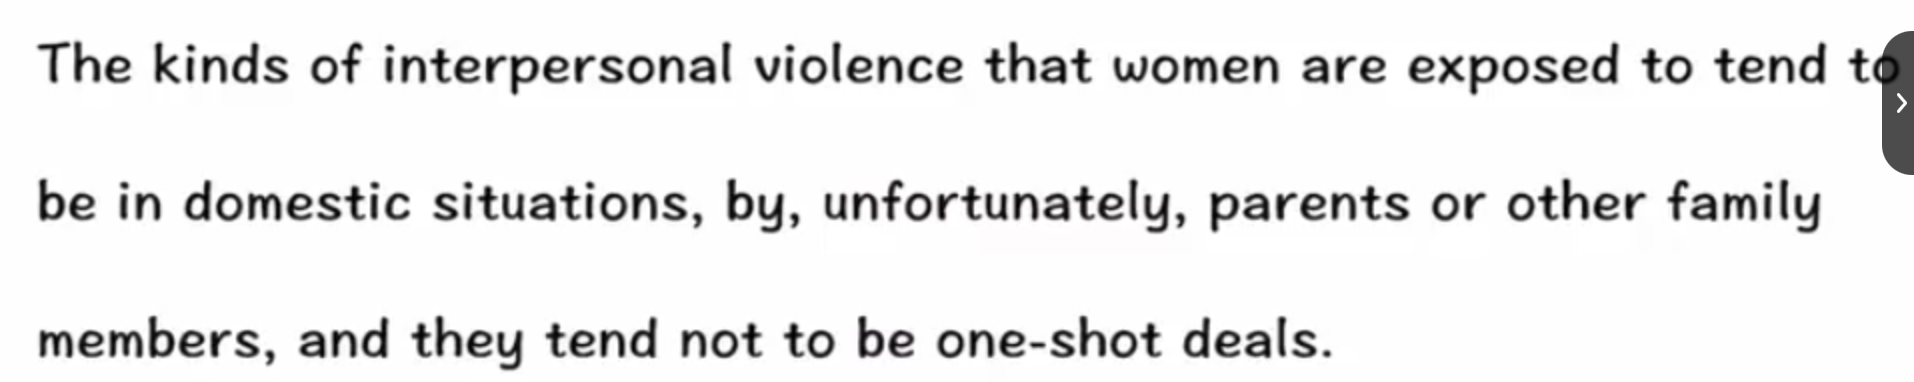 The kinds of interpersonal violence that women are exposed to tend to
be in domestic situations, by, unfortunately, parents or other family
members, and they tend not to be one-shot deals.